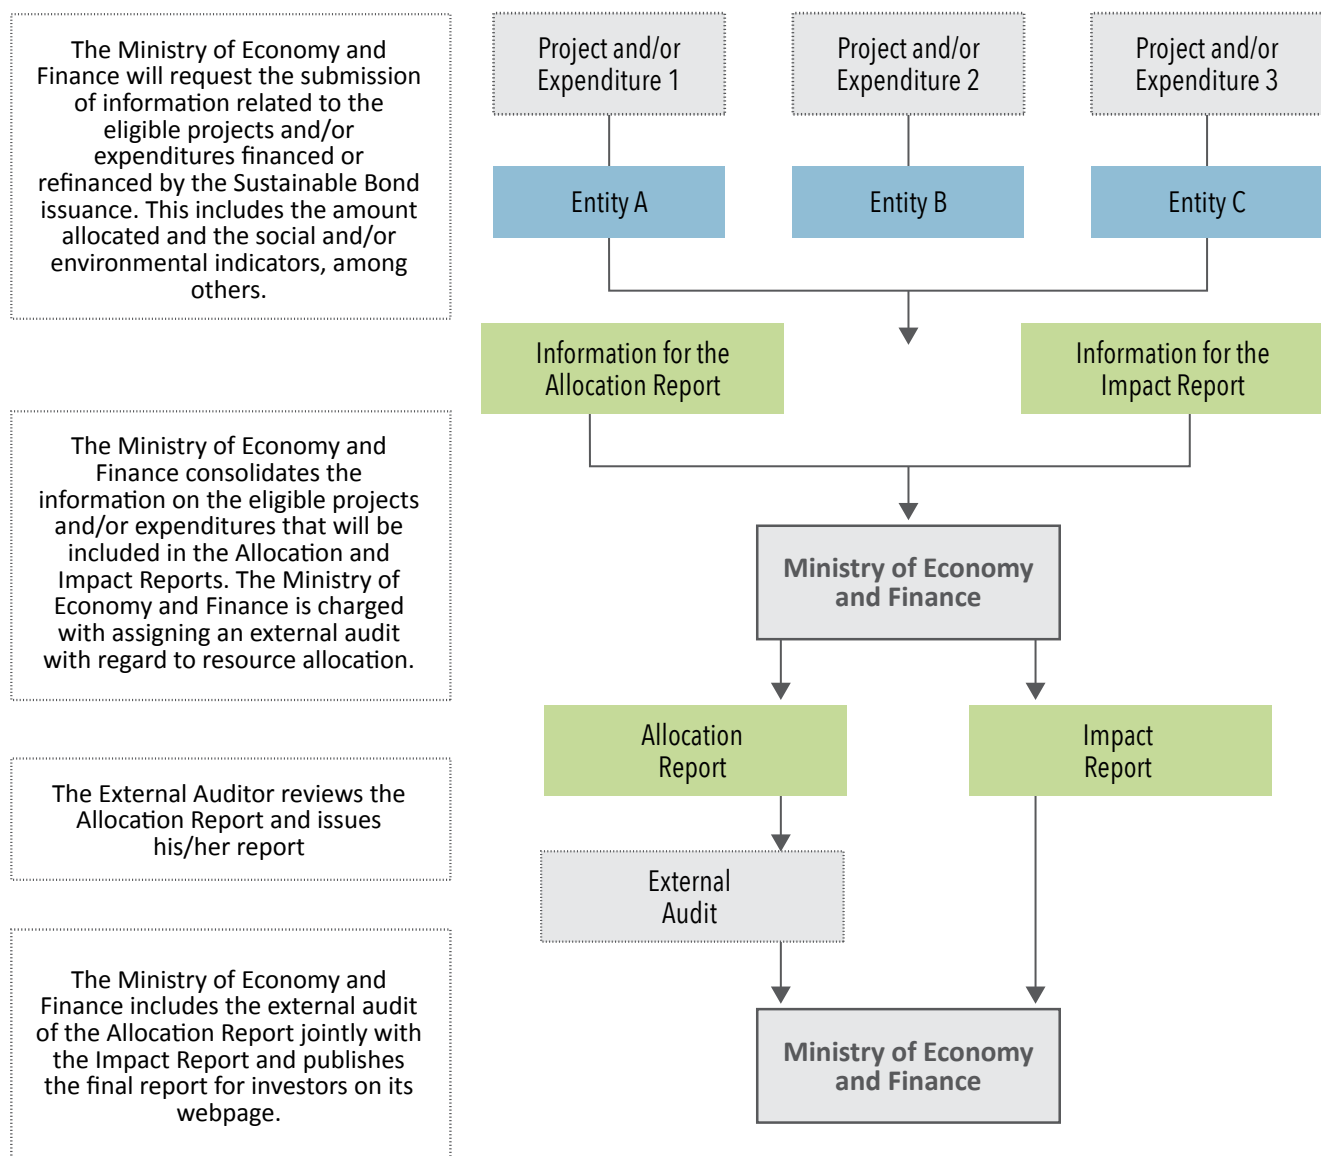 The Ministry of Economy and
Finance will request the submission
of information related to the
eligible projects and/or
expenditures financed or
refinanced by the Sustainable Bond
issuance. This includes the amount
allocated and the social and/or
environmental indicators, among
others.
Project and/or
Expenditure 1
Project and/or
Expenditure 2
Project and/or
Expenditure 3
Entity A
Entity B
Entity C
Information for the
Allocation Report
Information for the
Impact Report
The Ministry of Economy and
Finance consolidates the
information on the eligible projects
and/or expenditures that will be
included in the Allocation and
Impact Reports. The Ministry of
Economy and Finance is charged
with assigning an external audit
with regard to resource allocation.
Ministry of Economy
and Finance
Allocation
Report
Impact
Report
The External Auditor reviews the
Allocation Report and issues
his/her report
External
Audit
The Ministry of Economy and
Finance includes the external audit
of the Allocation Report jointly with
the Impact Report and publishes
the final report for investors on its
webpage.
Ministry of Economy
and Finance